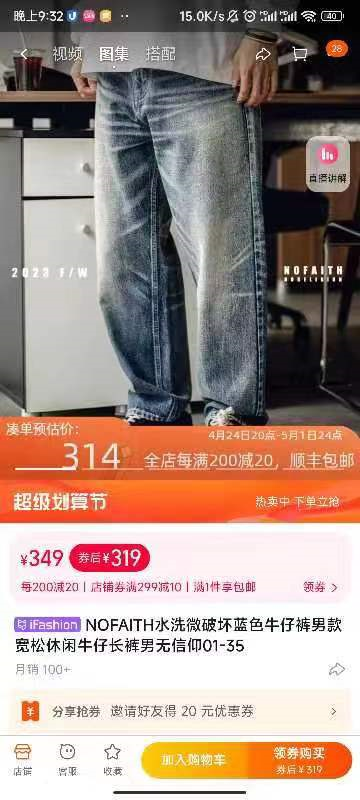 晚上9:32
15.0K/s
40
视频 图集 搭配
28
直播讲解
2023 F/W
NOFAITH
凑单预估价:
314
4月24日20点-5月1日24点
全店每满200减20，顺丰包邮
超级划算节
热卖中 下单立抢
¥349 券后¥319
每200减20 | 店铺券满299减10 | 满1件享包邮
领券 >
iFashion NOFAITH水洗微破坏蓝色牛仔裤男款
宽松休闲牛仔长裤男无信仰01-35
月销 100+
¥ 分享抢券 邀请好友得 20 元优惠券 >
店铺
客服
收藏
加入购物车
领券购买
券后 ¥319